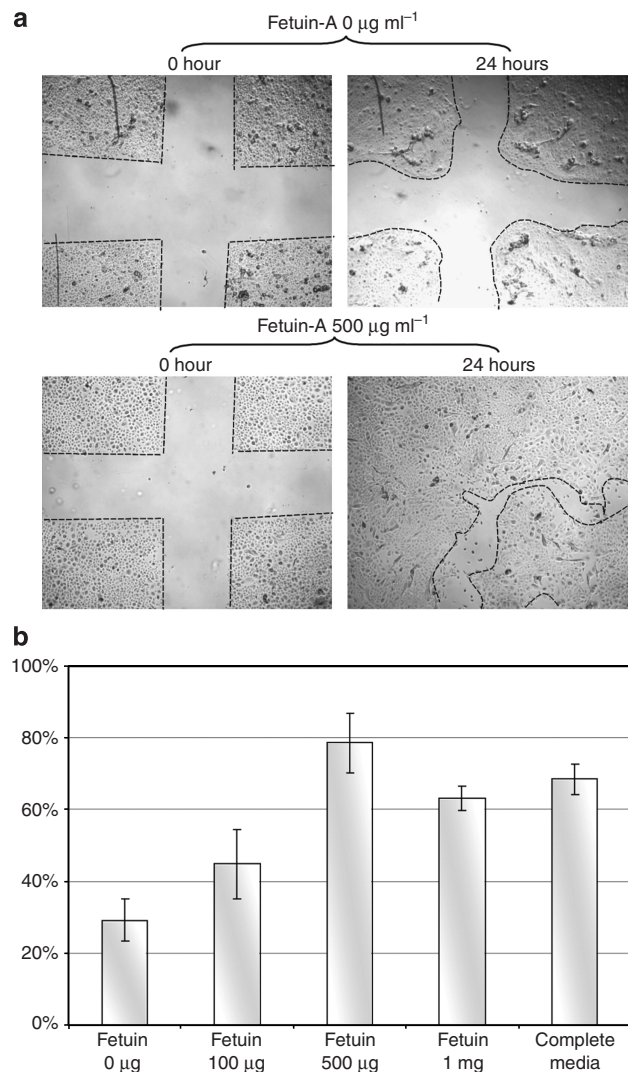 a
Fetuin-A 0 μg ml⁻¹
0 hour
24 hours
Fetuin-A 500 μg ml⁻¹
0 hour
24 hours
b
100%
80%
60%
40%
20%
0%
Fetuin
0 μg
Fetuin
100 μg
Fetuin
500 μg
Fetuin
1 mg
Complete
media